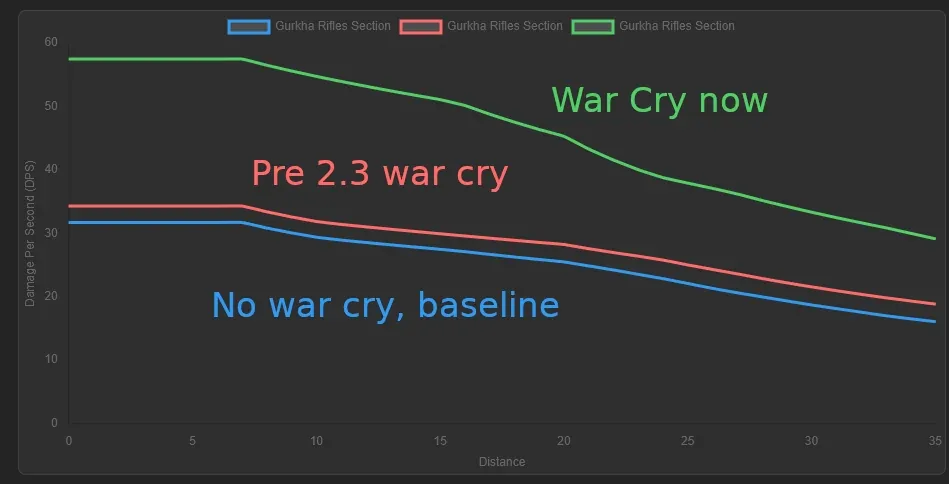 Gurkha Rifles Section Gurkha Rifles Section Gurkha Rifles Section
60
50
40
30
20
10
0
Damage Per Second (DPS)
War Cry now
Pre 2.3 war cry
No war cry, baseline
0 5 10 15 20 25 30 35
Distance